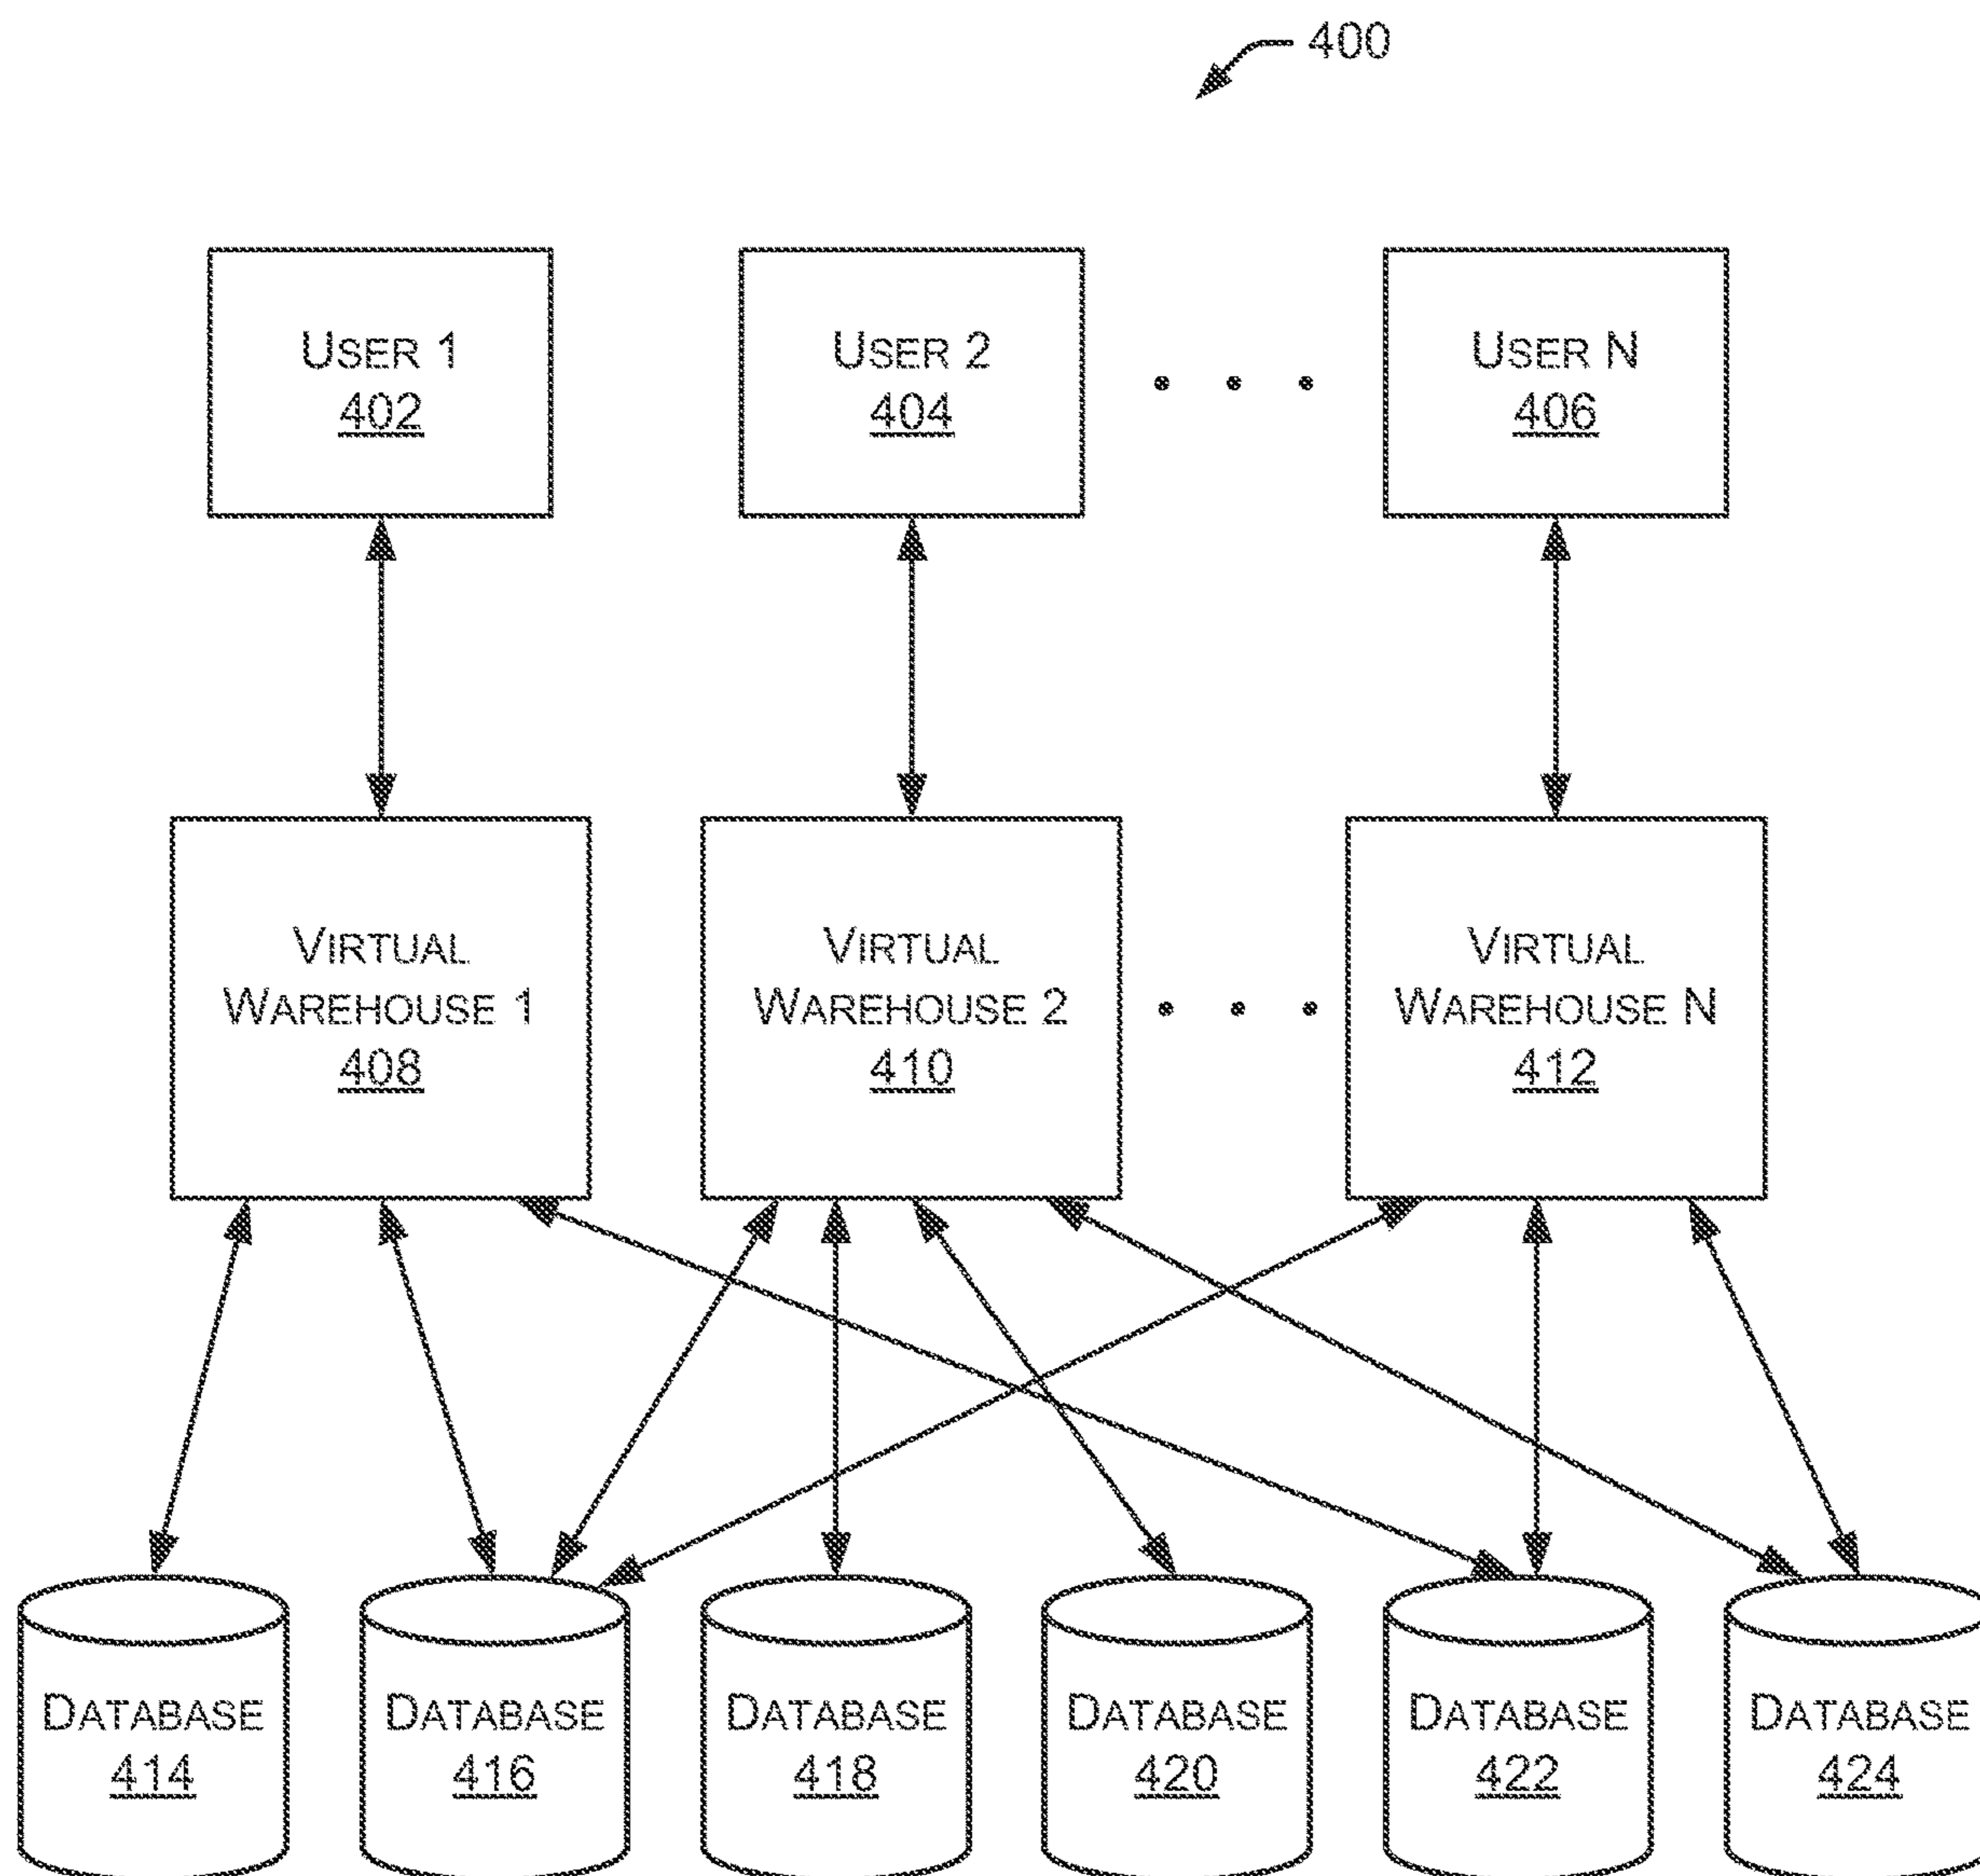 400
USER 1
402
USER 2
404
USER N
406
VIRTUAL
WAREHOUSE 1
408
VIRTUAL
WAREHOUSE 2
410
VIRTUAL
WAREHOUSE N
412
DATABASE
414
DATABASE
416
DATABASE
418
DATABASE
420
DATABASE
422
DATABASE
424